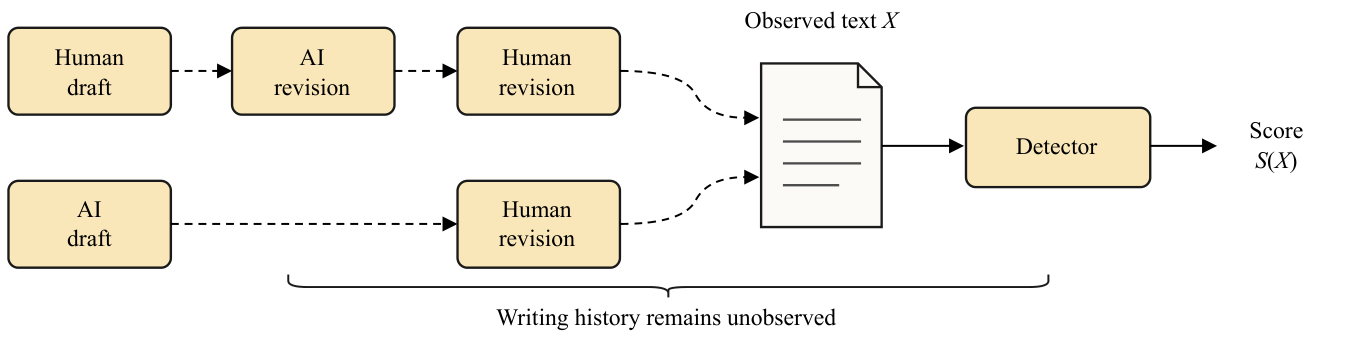 Observed text X
Human
draft
AI
revision
Human
revision
Detector
Score
S(X)
AI
draft
Human
revision
Writing history remains unobserved